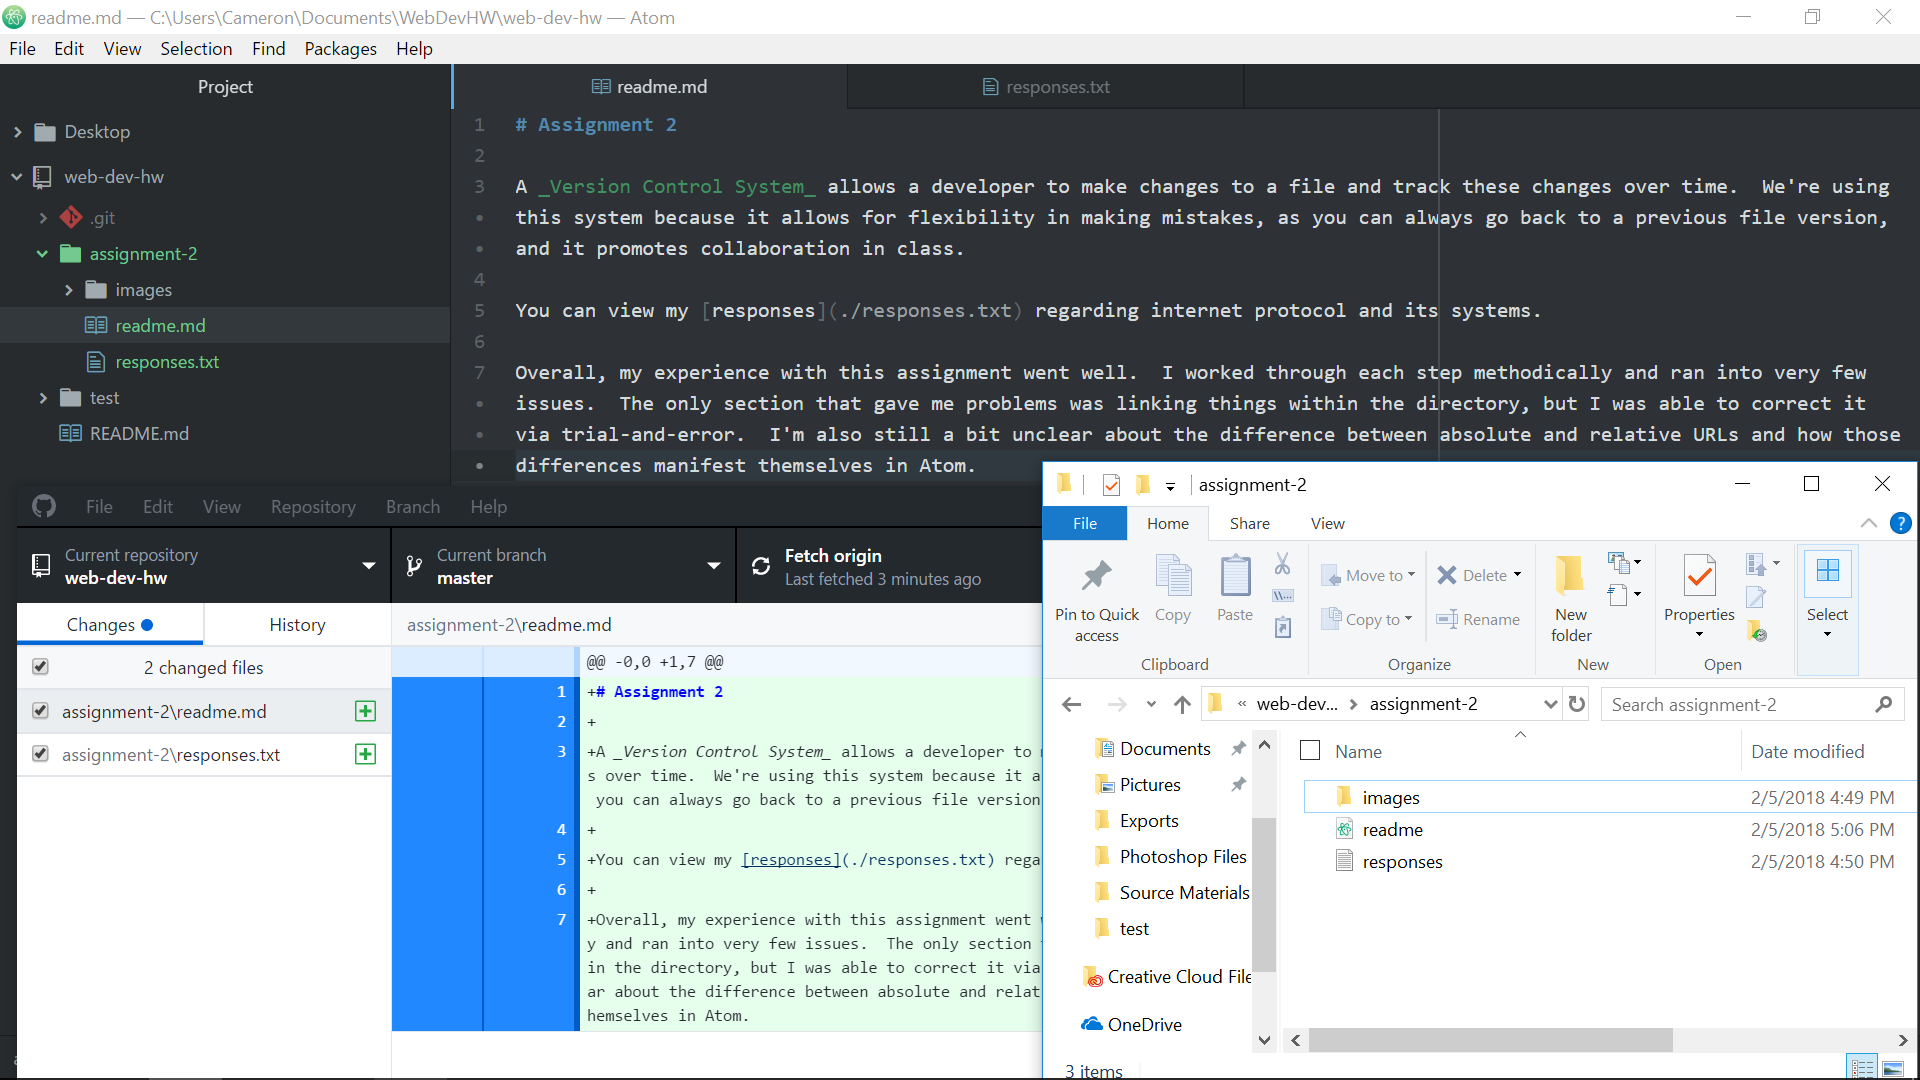 readme.md — C:\Users\Cameron\Documents\WebDevHW\web-dev-hw — Atom
File Edit View Selection Find Packages Help
Project
Desktop
web-dev-hw
.git
assignment-2
images
readme.md
responses.txt
test
README.md
readme.md
responses.txt
1 # Assignment 2
2
3 A _Version Control System_ allows a developer to make changes to a file and track these changes over time.  We're using
• this system because it allows for flexibility in making mistakes, as you can always go back to a previous file version,
• and it promotes collaboration in class.
4
5 You can view my [responses](./responses.txt) regarding internet protocol and its systems.
6
7 Overall, my experience with this assignment went well.  I worked through each step methodically and ran into very few
• issues.  The only section that gave me problems was linking things within the directory, but I was able to correct it
• via trial-and-error.  I'm also still a bit unclear about the difference between absolute and relative URLs and how those
• differences manifest themselves in Atom.
File Edit View Repository Branch Help
Current repository
web-dev-hw
Current branch
master
Fetch origin
Last fetched 3 minutes ago
Changes
History
2 changed files
assignment-2\readme.md
assignment-2\responses.txt
assignment-2\readme.md
@@ -0,0 +1,7 @@
1 +# Assignment 2
2 +
3 +A _Version Control System_ allows a developer to
s over time.  We're using this system because it a
you can always go back to a previous file version
4 +
5 +You can view my [responses](./responses.txt) rega
6 +
7 +Overall, my experience with this assignment went
y and ran into very few issues.  The only section
in the directory, but I was able to correct it via
ar about the difference between absolute and relat
hemselves in Atom.
assignment-2
File Home Share View
?
Pin to Quick
access
Copy
Paste
Clipboard
Move to
Copy to
Delete
Rename
Organize
New
folder
New
Properties
Open
Select
« web-dev... > assignment-2
Search assignment-2
Documents
Pictures
Exports
Photoshop Files
Source Materials
test
Creative Cloud File
OneDrive
Name Date modified
images 2/5/2018 4:49 PM
readme 2/5/2018 5:06 PM
responses 2/5/2018 4:50 PM
3 items